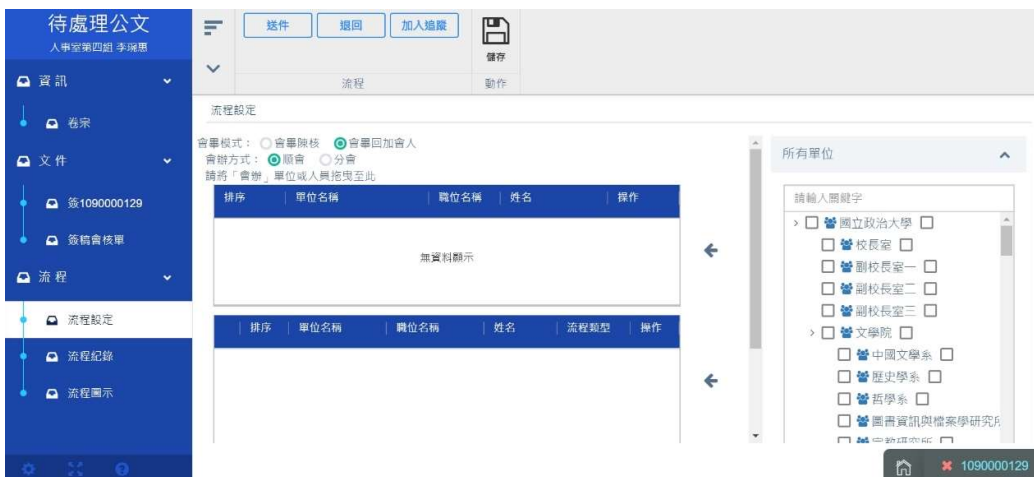 待處理公文
人事室第四組 李琬惠
資訊
卷宗
文件
簽1090000129
簽稿會核單
流程
流程設定
流程紀錄
流程圖示
送件 退回 加入追蹤
儲存
流程 動作
流程設定
會畢模式： 會畢陳核 會畢回加會人
會辦方式： 順會 分會
請將「會辦」單位或人員拖曳至此
排序 單位名稱 職位名稱 姓名 操作
無資料顯示
排序 單位名稱 職位名稱 姓名 流程類型 操作
所有單位
請輸入關鍵字
國立政治大學
校長室
副校長室一
副校長室二
副校長室三
文學院
中國文學系
歷史學系
哲學系
圖書資訊與檔案學研究所
宗教研究所
1090000129